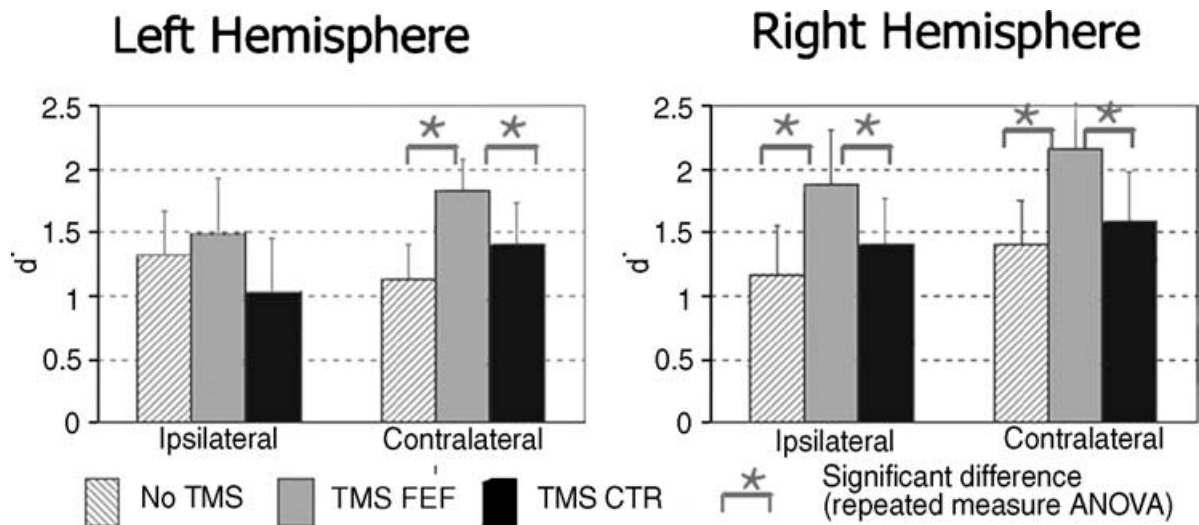 Left Hemisphere
Right Hemisphere
2.5
2
1.5
1
0.5
0
d'
Ipsilateral
Contralateral
2.5
2
1.5
1
0.5
0
d'
Ipsilateral
Contralateral
No TMS
TMS FEF
TMS CTR
Significant difference
(repeated measure ANOVA)